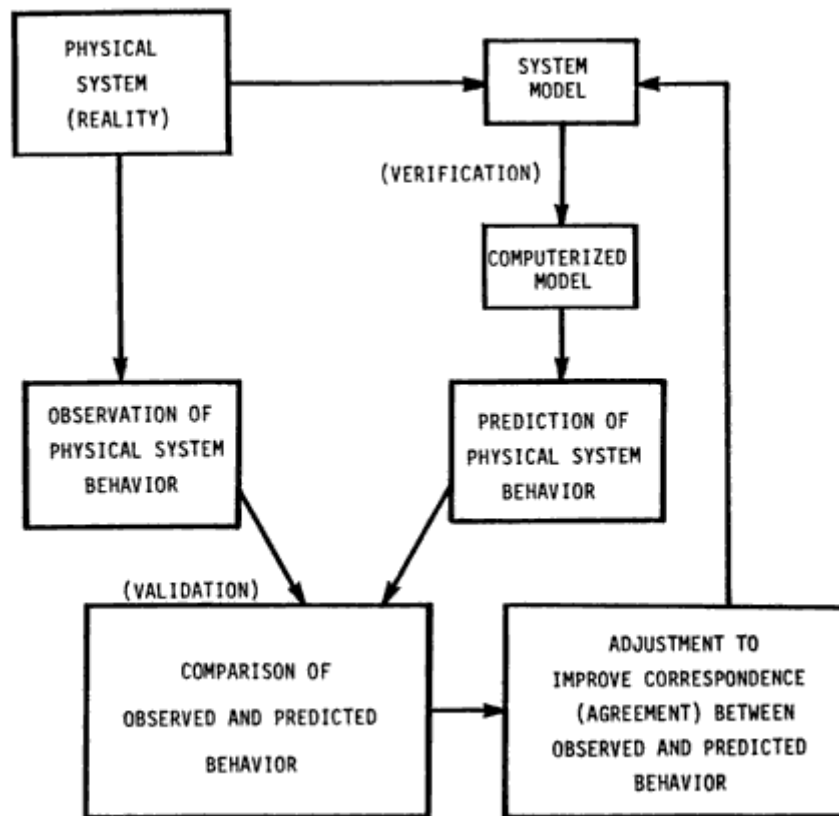 PHYSICAL
SYSTEM
(REALITY)
SYSTEM
MODEL
(VERIFICATION)
COMPUTERIZED
MODEL
OBSERVATION OF
PHYSICAL SYSTEM
BEHAVIOR
PREDICTION OF
PHYSICAL SYSTEM
BEHAVIOR
(VALIDATION)
COMPARISON OF
OBSERVED AND PREDICTED
BEHAVIOR
ADJUSTMENT TO
IMPROVE CORRESPONDENCE
(AGREEMENT) BETWEEN
OBSERVED AND PREDICTED
BEHAVIOR